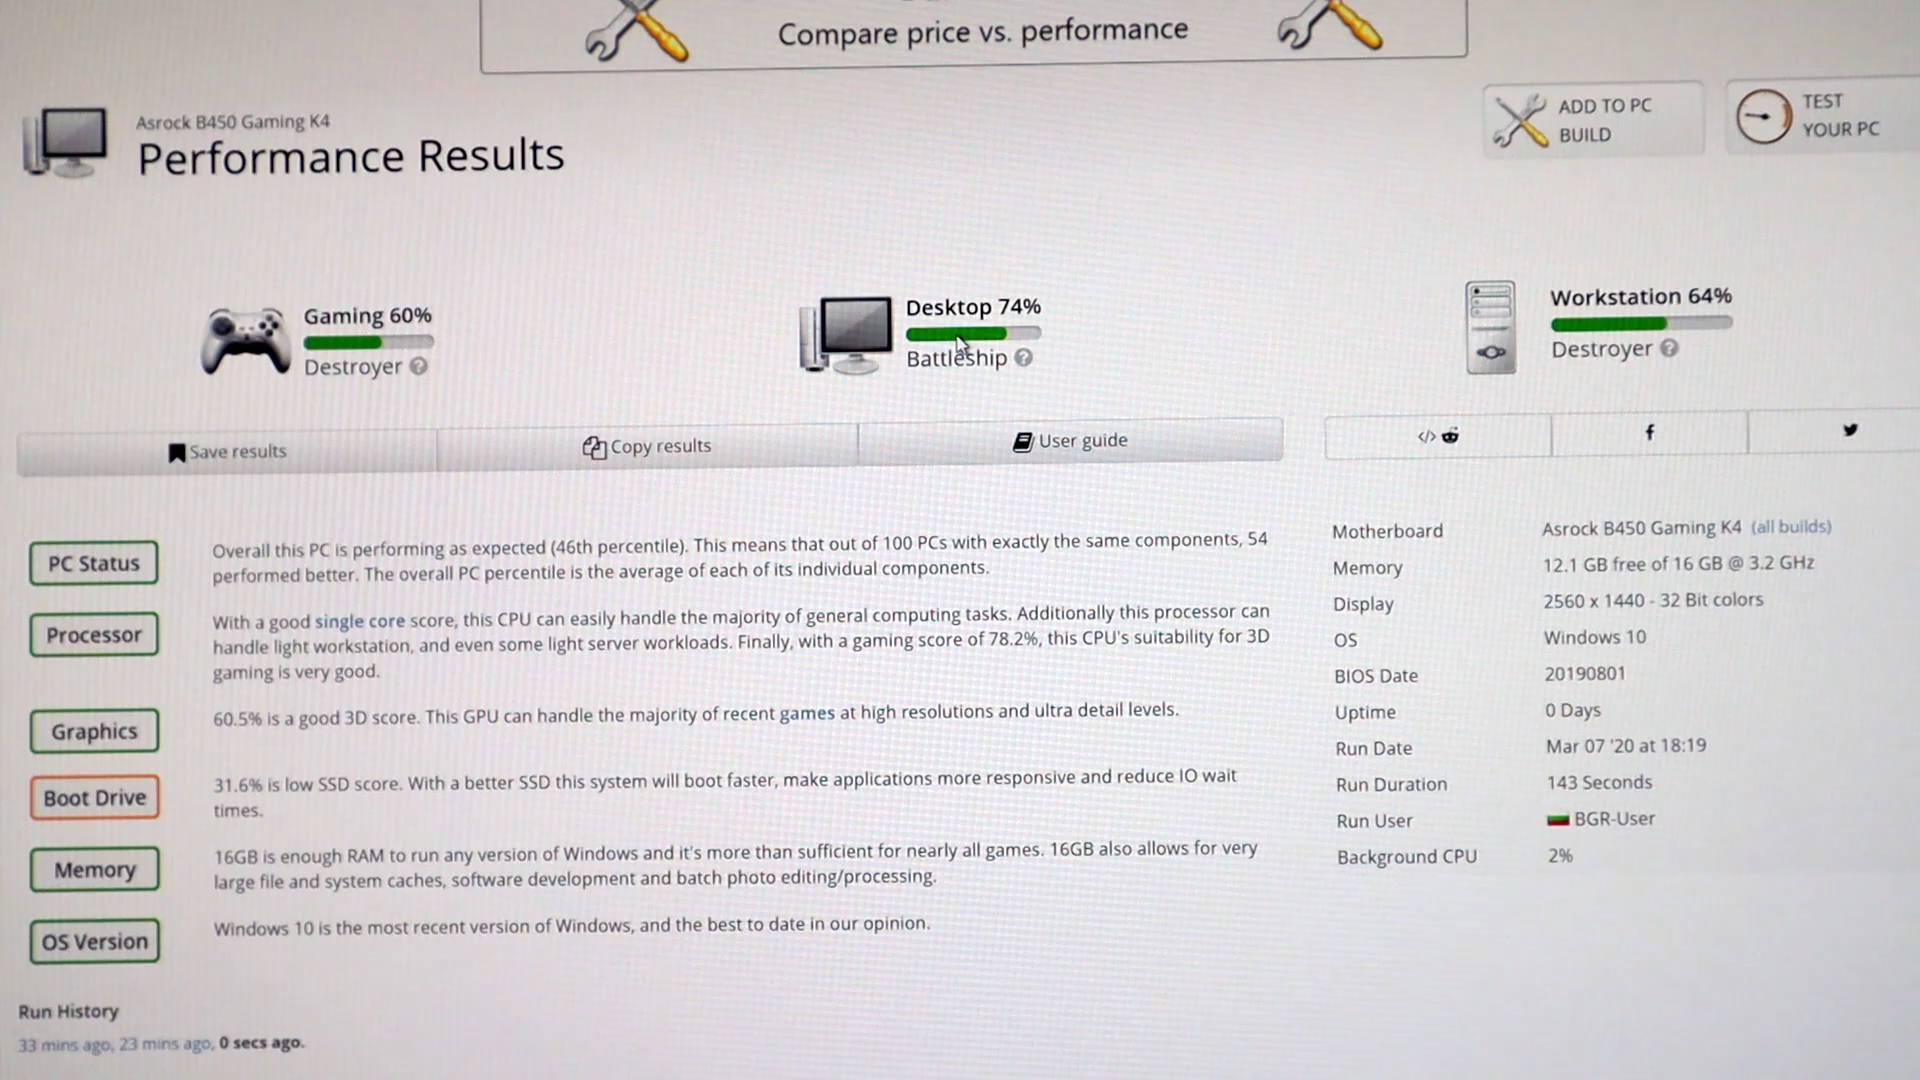 Compare price vs. performance
Asrock B450 Gaming K4
Performance Results
ADD TO PC
BUILD
TEST
YOUR PC
Gaming 60%
Destroyer ?
Desktop 74%
Battleship ?
Workstation 64%
Destroyer ?
Save results
Copy results
User guide
</>
f
PC Status
Overall this PC is performing as expected (46th percentile). This means that out of 100 PCs with exactly the same components, 54
performed better. The overall PC percentile is the average of each of its individual components.
Processor
With a good single core score, this CPU can easily handle the majority of general computing tasks. Additionally this processor can
handle light workstation, and even some light server workloads. Finally, with a gaming score of 78.2%, this CPU's suitability for 3D
gaming is very good.
Graphics
60.5% is a good 3D score. This GPU can handle the majority of recent games at high resolutions and ultra detail levels.
Boot Drive
31.6% is low SSD score. With a better SSD this system will boot faster, make applications more responsive and reduce IO wait
times.
Memory
16GB is enough RAM to run any version of Windows and it's more than sufficient for nearly all games. 16GB also allows for very
large file and system caches, software development and batch photo editing/processing.
OS Version
Windows 10 is the most recent version of Windows, and the best to date in our opinion.
Motherboard Asrock B450 Gaming K4 (all builds)
Memory 12.1 GB free of 16 GB @ 3.2 GHz
Display 2560 x 1440 - 32 Bit colors
OS Windows 10
BIOS Date 20190801
Uptime 0 Days
Run Date Mar 07 '20 at 18:19
Run Duration 143 Seconds
Run User BGR-User
Background CPU 2%
Run History
33 mins ago, 23 mins ago, 0 secs ago.